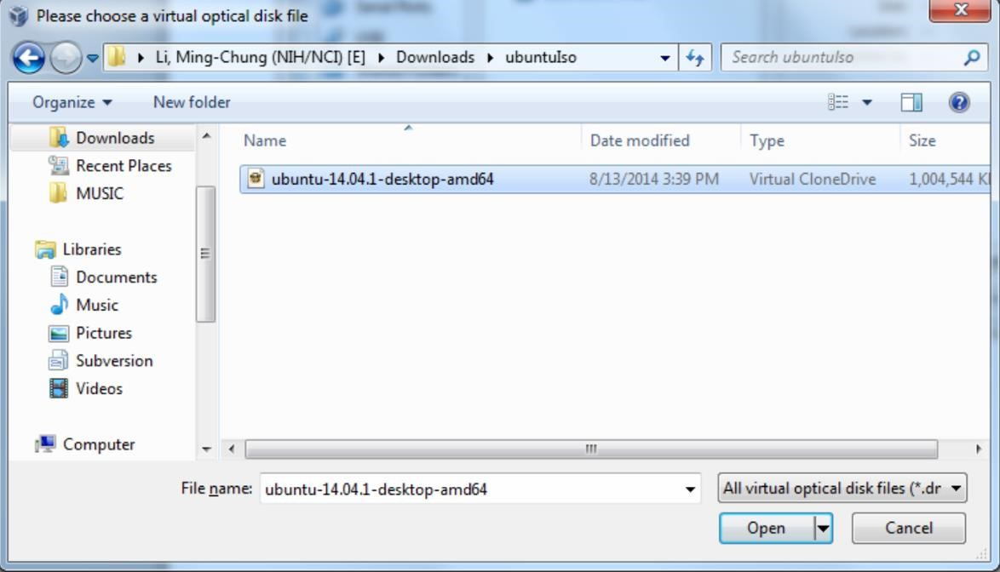 Please choose a virtual optical disk file
Li, Ming-Chung (NIH/NCI) [E] Downloads ubuntuIso
Search ubuntuIso
Organize New folder
Name Date modified Type Size
ubuntu-14.04.1-desktop-amd64 8/13/2014 3:39 PM Virtual CloneDrive 1,004,544 K
Downloads
Recent Places
MUSIC
Libraries
Documents
Music
Pictures
Subversion
Videos
Computer
File name: ubuntu-14.04.1-desktop-amd64 All virtual optical disk files (*.dr
Open Cancel